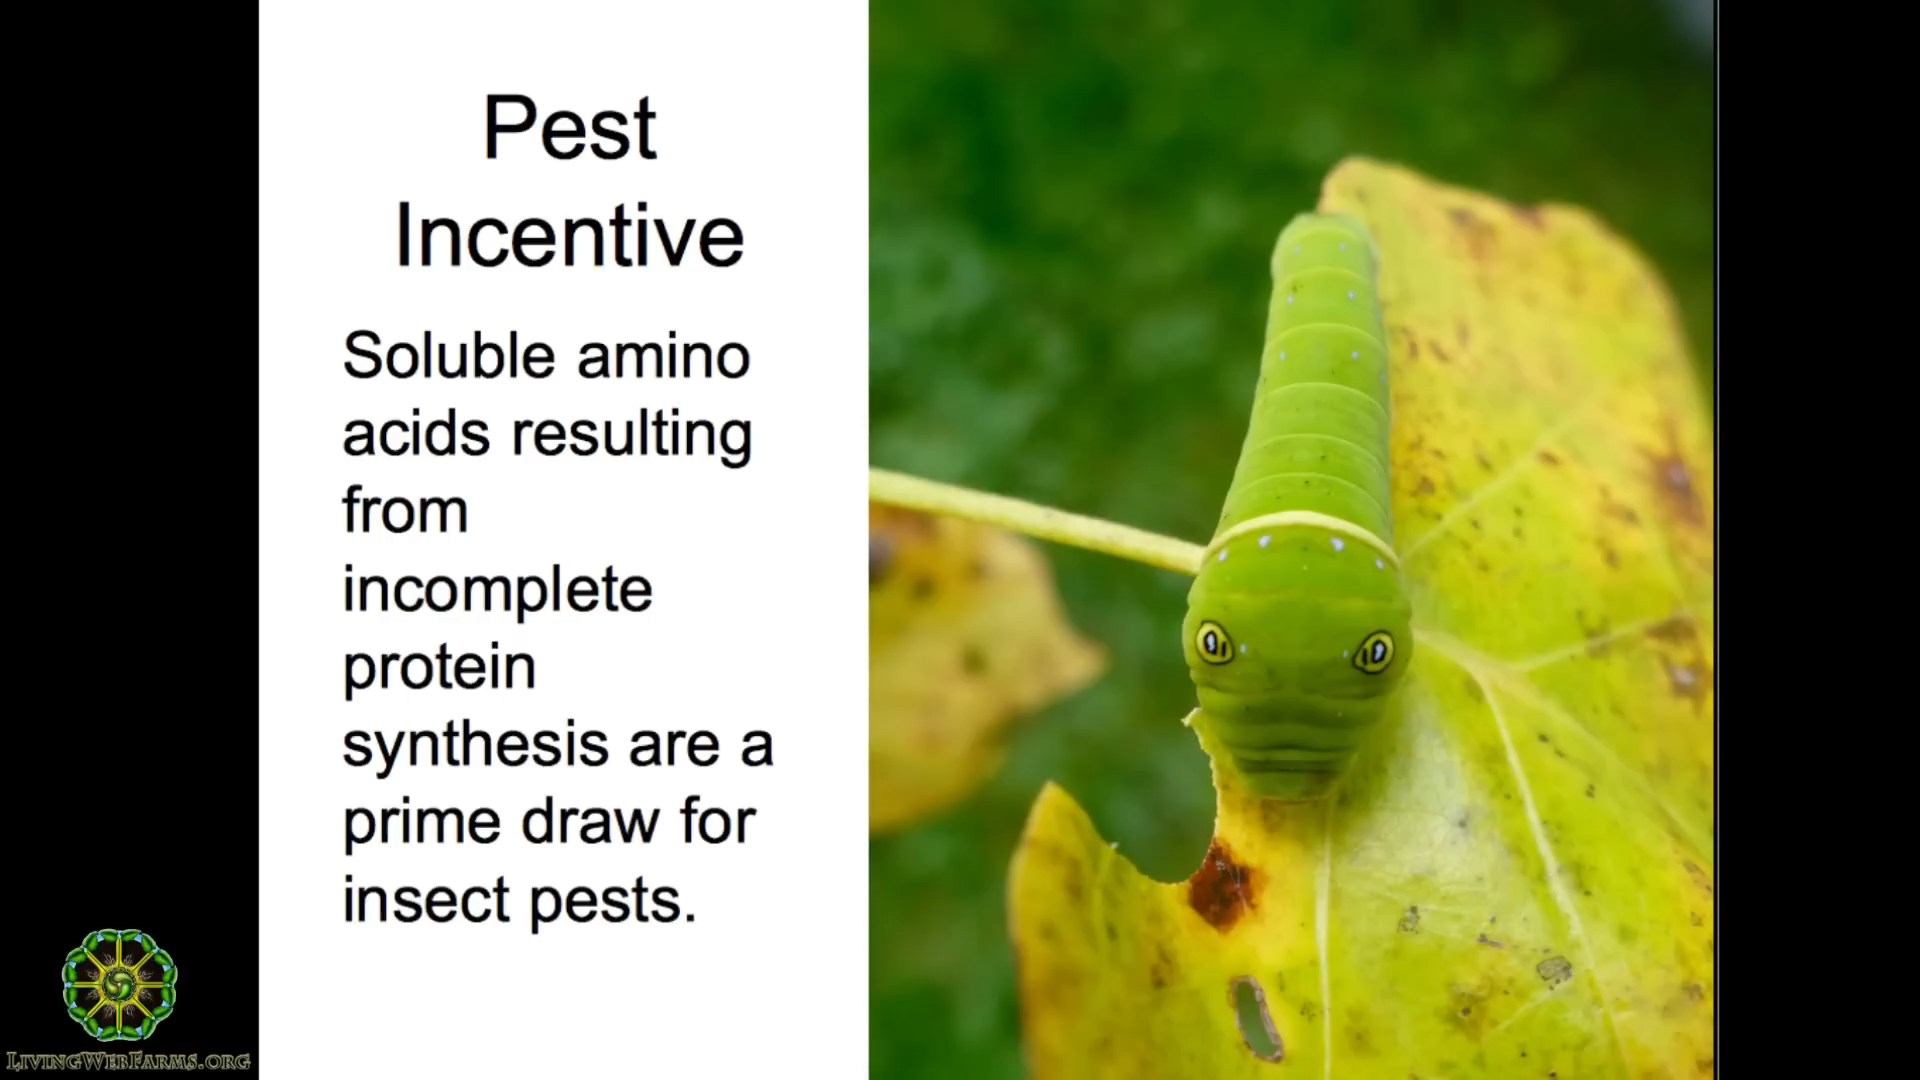 Pest
Incentive
Soluble amino
acids resulting
from
incomplete
protein
synthesis are a
prime draw for
insect pests.
LivingWebFarms.org